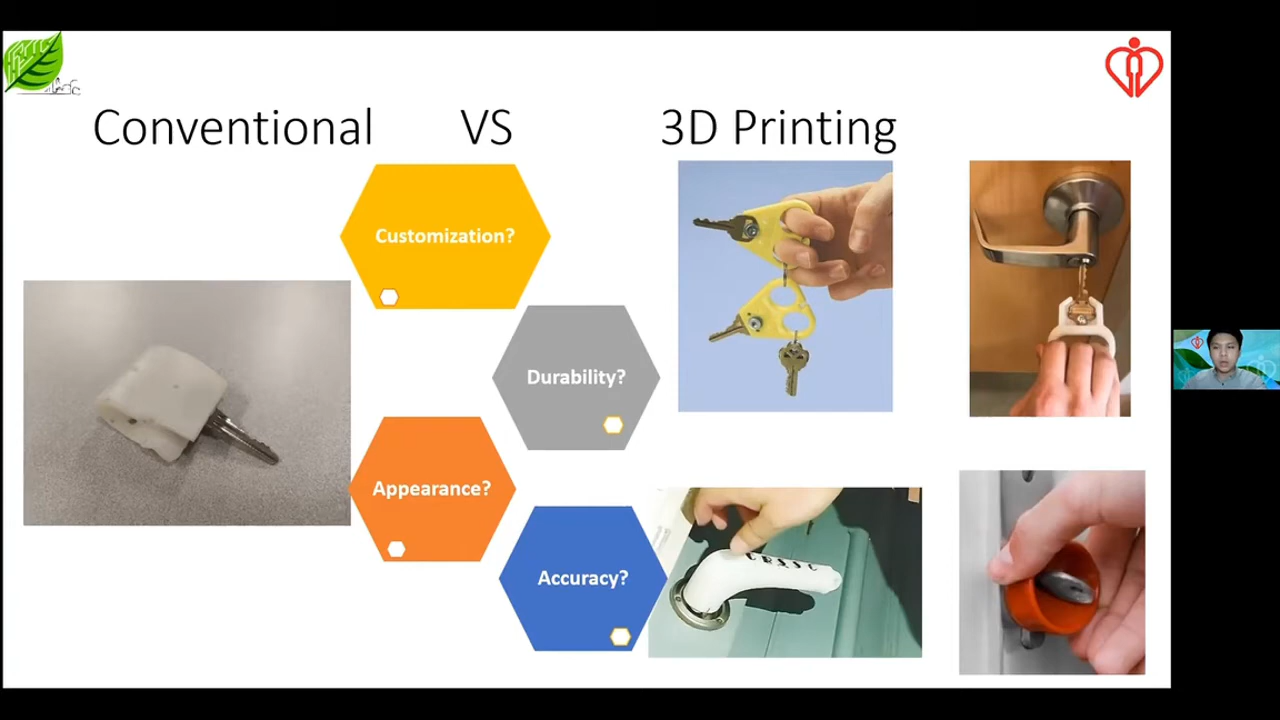 Conventional VS 3D Printing
Customization?
Durability?
Appearance?
Accuracy?